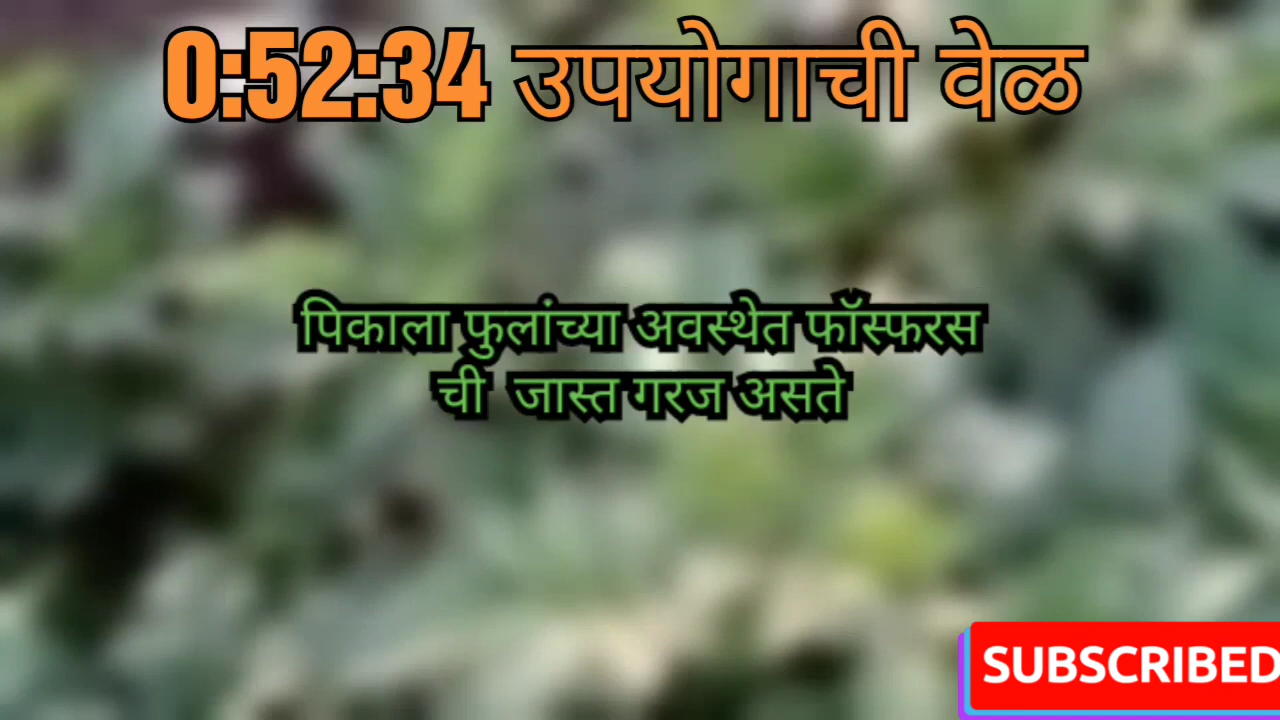 0:52:34 उपयोगाची वेळ
पिकाला फुलांच्या अवस्थेत फॉस्फरस
ची जास्त गरज असते
SUBSCRIBED